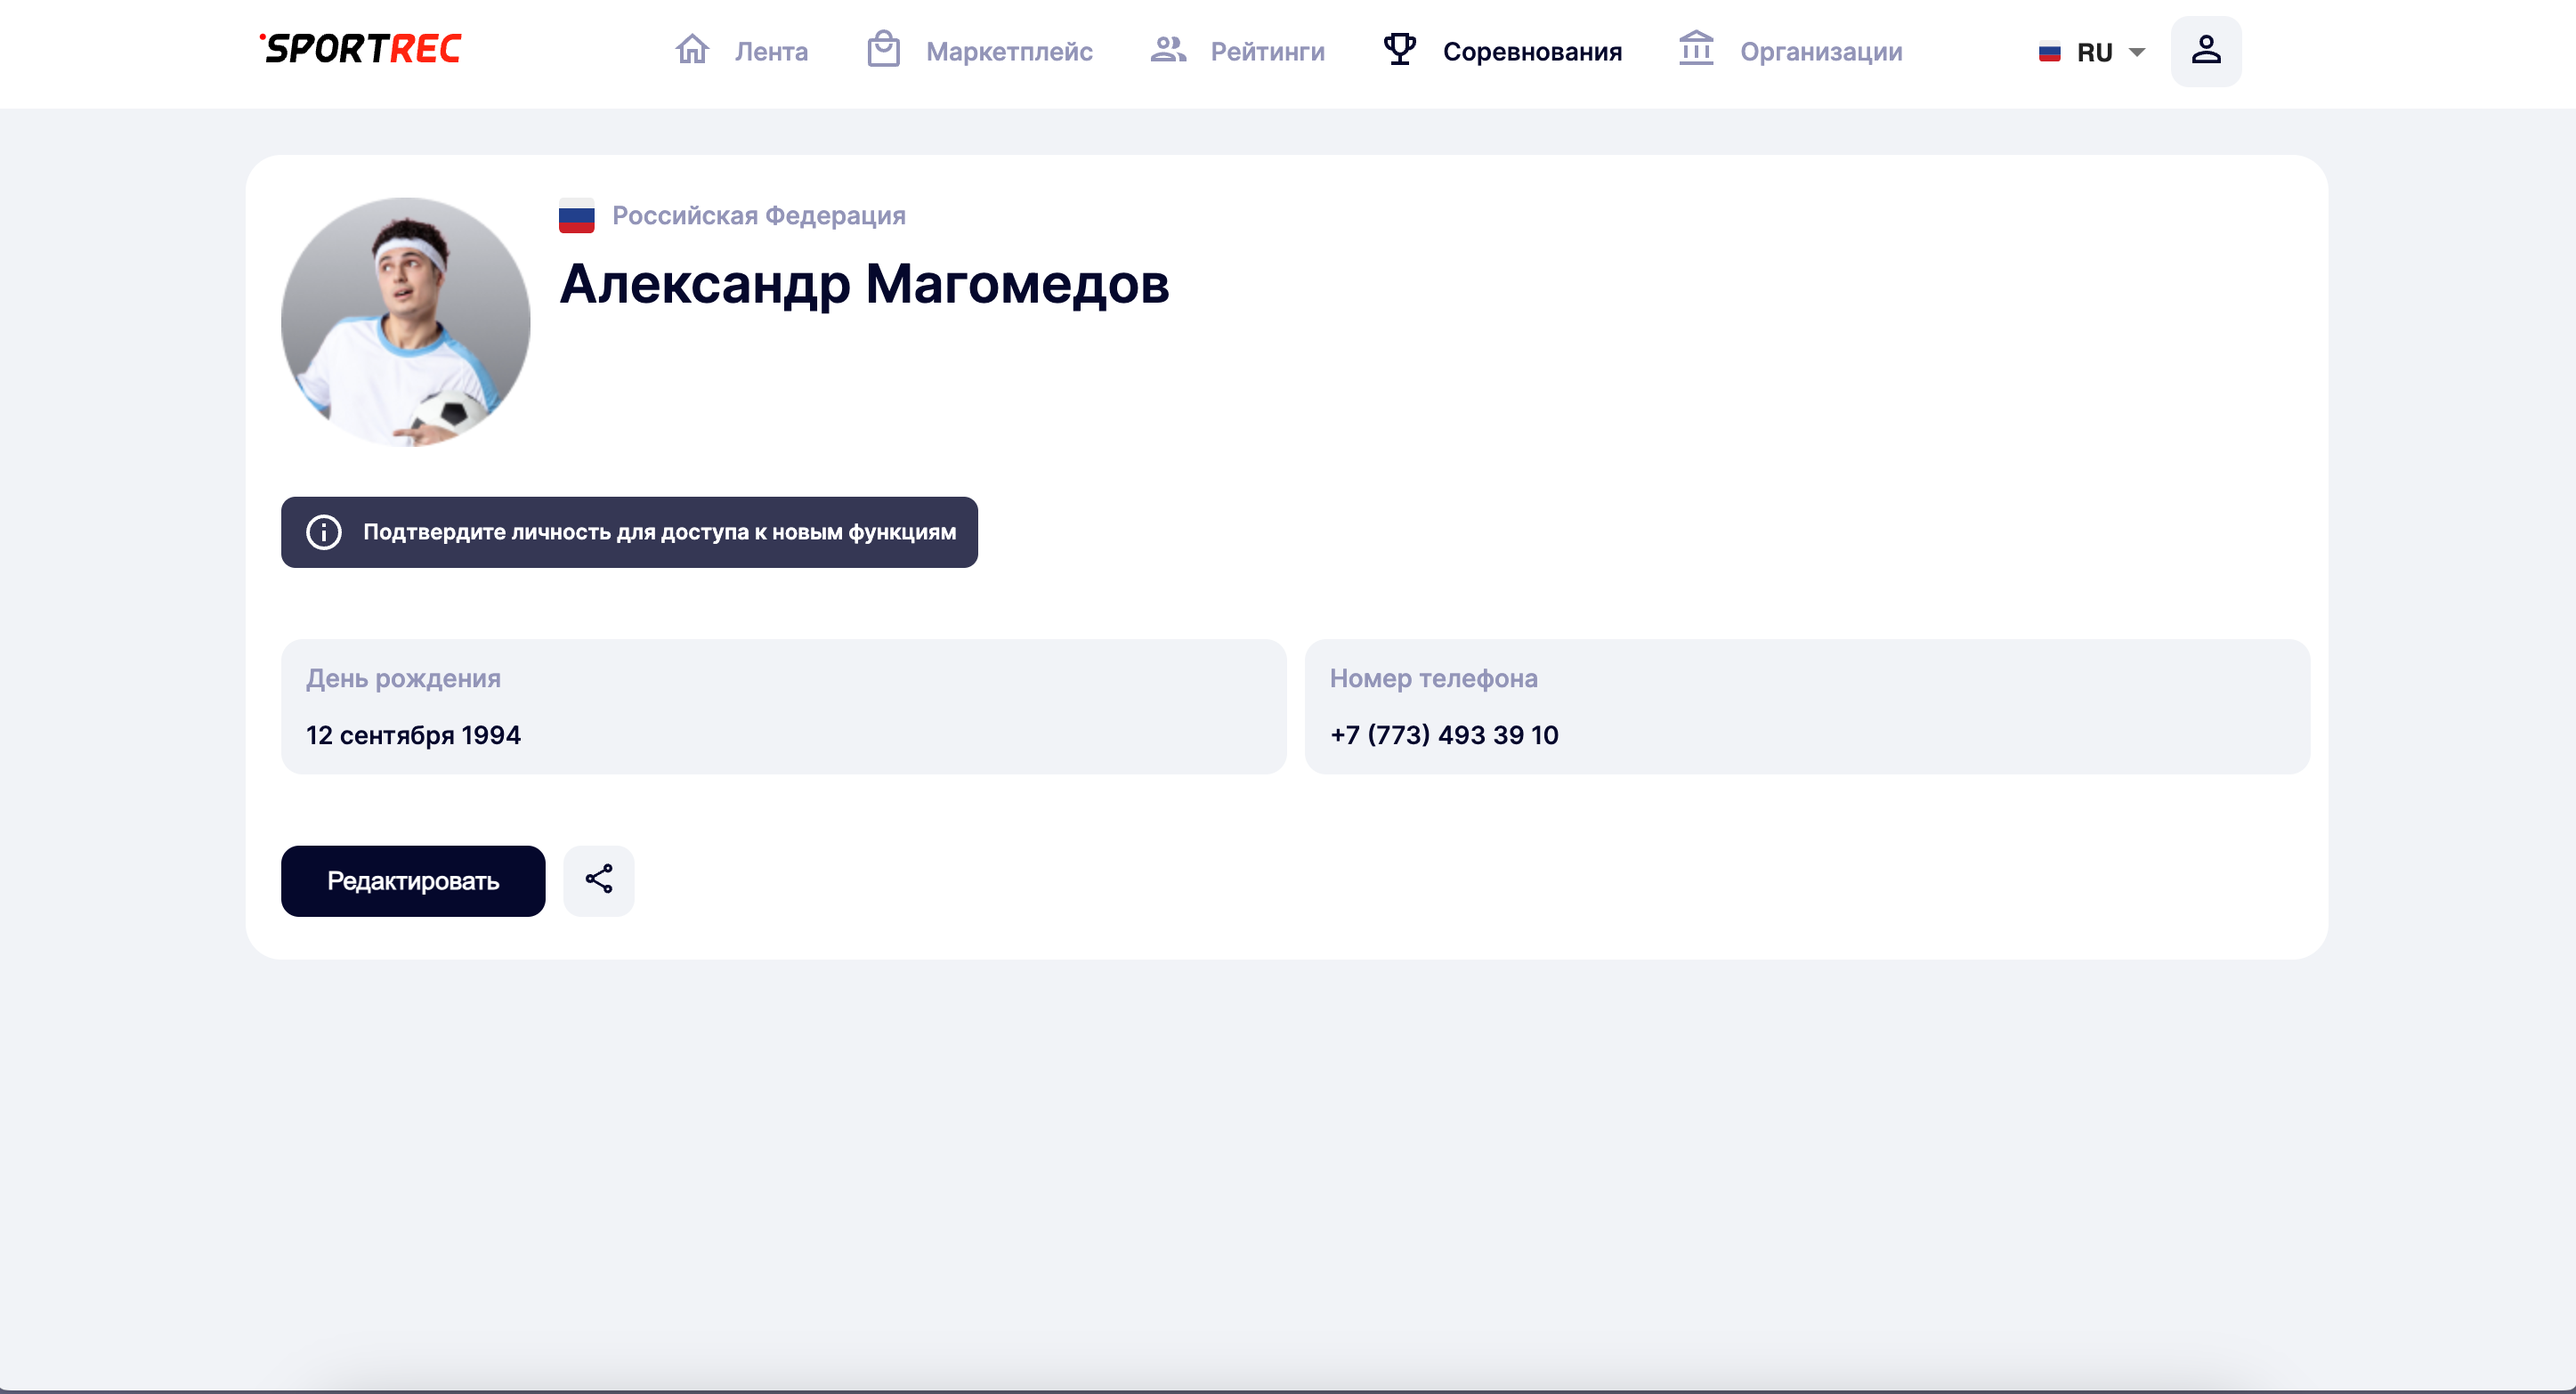 SPORTREC
Лента
Маркетплейс
Рейтинги
Соревнования
Организации
RU
Российская Федерация
Александр Магомедов
Подтвердите личность для доступа к новым функциям
День рождения
12 сентября 1994
Номер телефона
+7 (773) 493 39 10
Редактировать